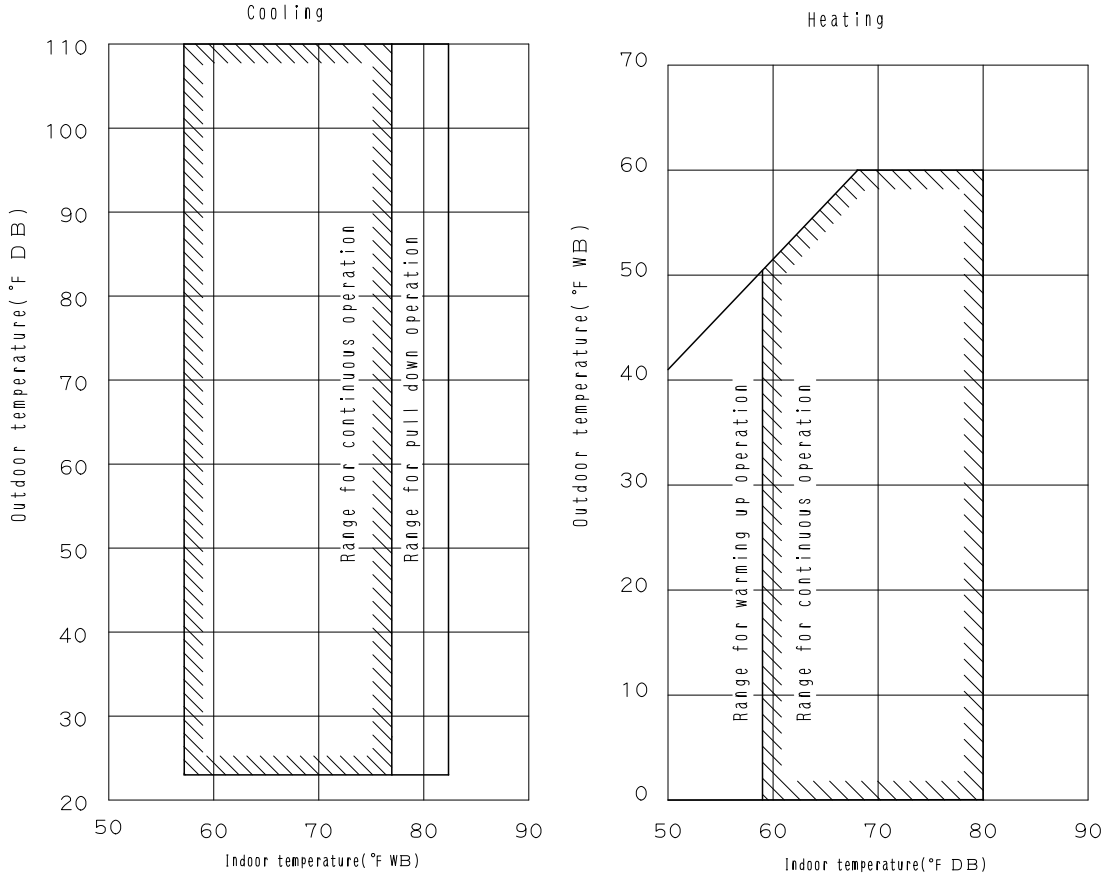 Cooling
110
100
90
80
70
60
50
40
30
20
50 60 70 80 90
Outdoor temperature(°F DB)
Indoor temperature(°F WB)
Range for continuous operation
Range for pull down operation
Heating
70
60
50
40
30
20
10
0
50 60 70 80 90
Outdoor temperature(°F WB)
Indoor temperature(°F DB)
Range for warming up operation
Range for continuous operation